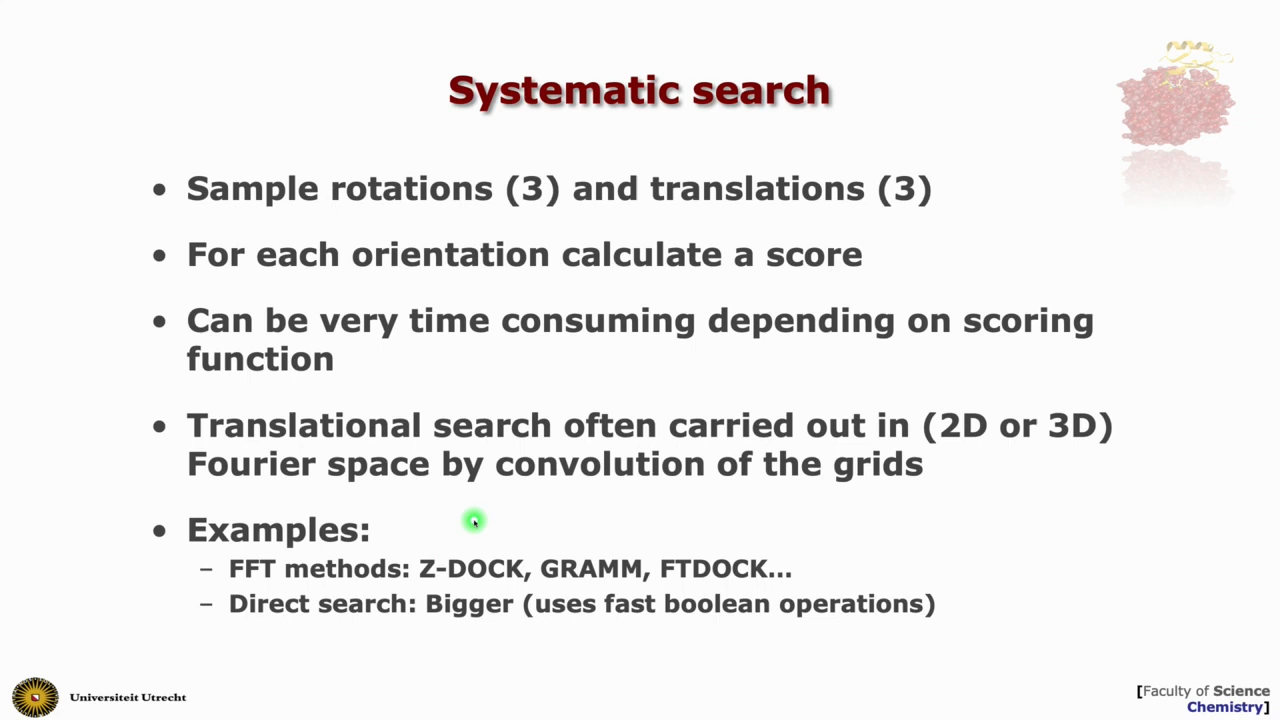 Systematic search
• Sample rotations (3) and translations (3)
• For each orientation calculate a score
• Can be very time consuming depending on scoring
function
• Translational search often carried out in (2D or 3D)
Fourier space by convolution of the grids
• Examples:
– FFT methods: Z-DOCK, GRAMM, FTDOCK...
– Direct search: Bigger (uses fast boolean operations)
Universiteit Utrecht
[Faculty of Science
Chemistry]